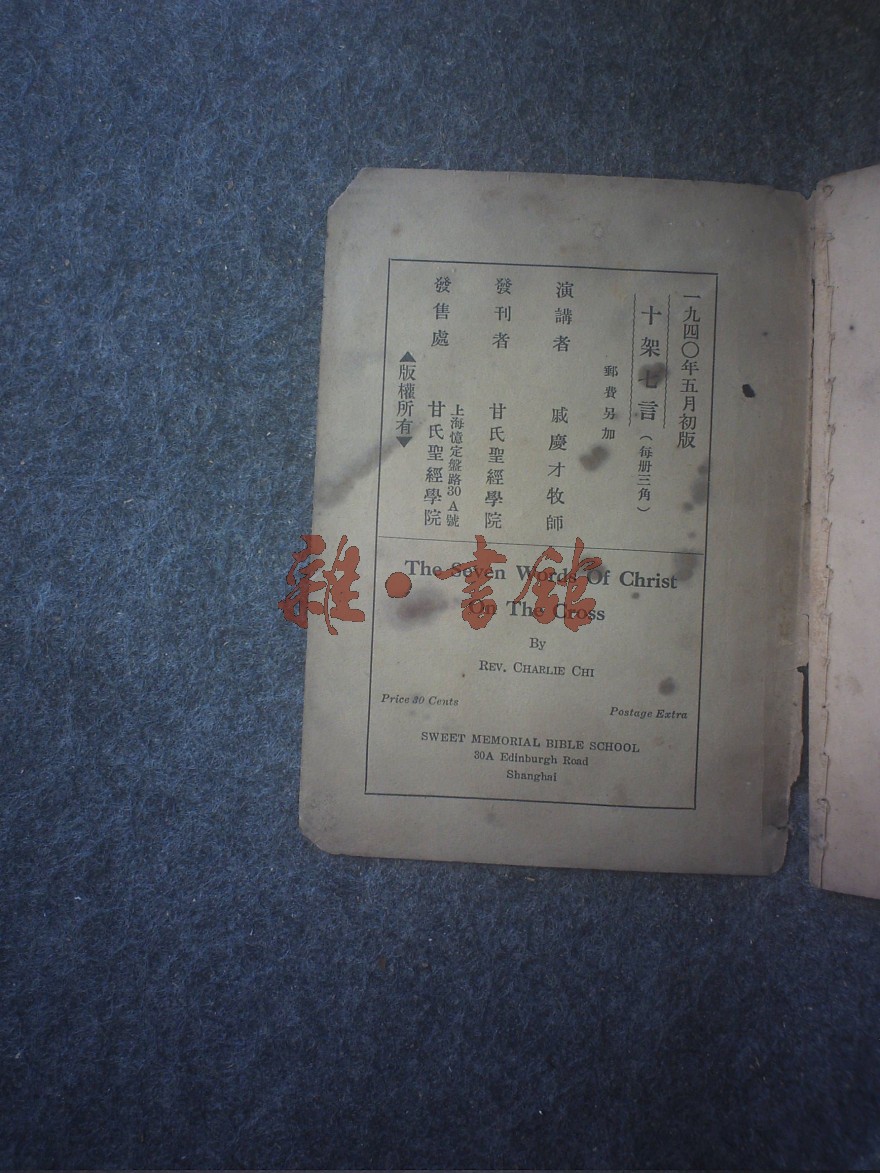 一九四〇年五月初版
十架七言（每册三角）
郵費另加
演講者 戚慶才牧師
發刊者 甘氏聖經學院
上海憶定盤路30A號
發售處 甘氏聖經學院
▲版權所有▼
The Seven Words Of Christ
On The Cross
By
REV. CHARLIE CHI
Price 30 Cents
Postage Extra
SWEET MEMORIAL BIBLE SCHOOL
30A Edinburgh Road
Shanghai
雜·書館